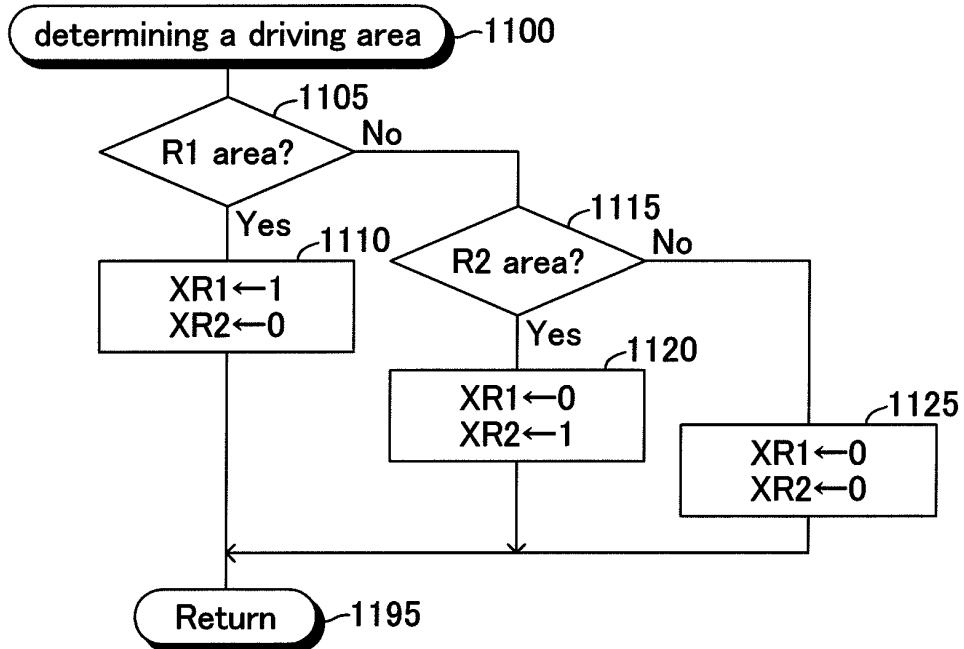 determining a driving area
1100
1105
R1 area?
No
Yes
1110
XR1←1
XR2←0
1115
R2 area?
No
Yes
1120
XR1←0
XR2←1
1125
XR1←0
XR2←0
Return
1195